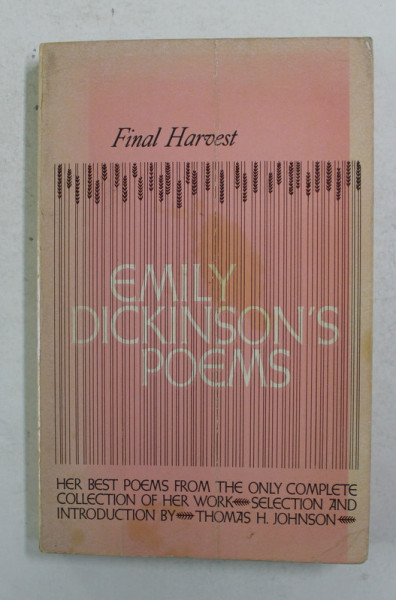 Final Harvest
EMILY
DICKINSON'S
POEMS
HER BEST POEMS FROM THE ONLY COMPLETE
COLLECTION OF HER WORK SELECTION AND
INTRODUCTION BY THOMAS H. JOHNSON